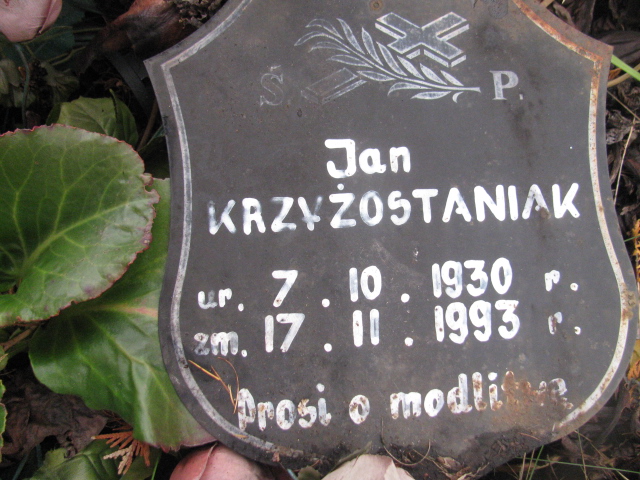 Ś. P.
Jan
KRZYŻOSTANIAK
ur. 7.10.1930 r.
zm. 17.11.1993 r.
Prosi o modlitwę